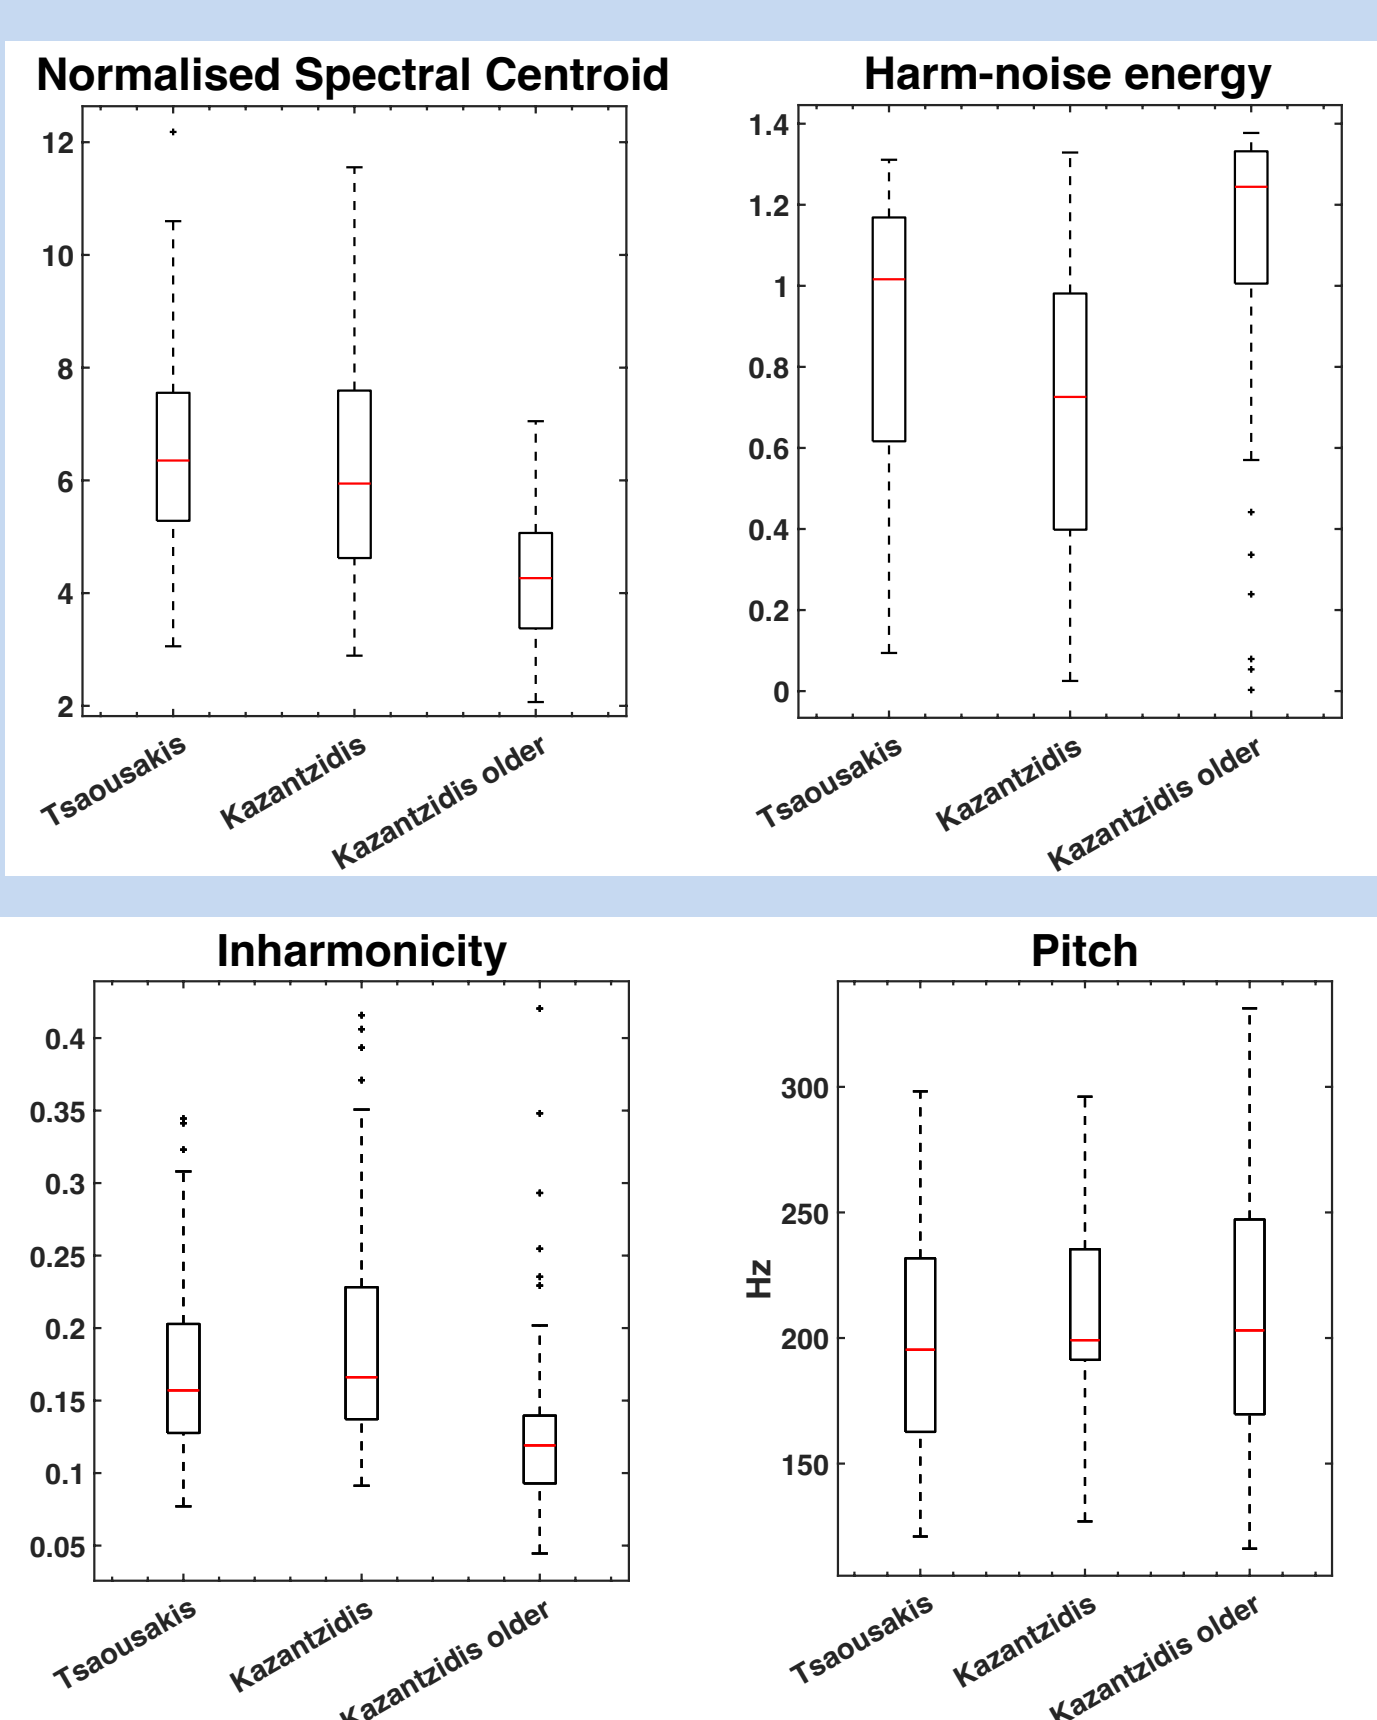 Normalised Spectral Centroid
12
10
8
6
4
2
Tsaousakis
Kazantzidis
Kazantzidis older
Harm-noise energy
1.4
1.2
1
0.8
0.6
0.4
0.2
0
Tsaousakis
Kazantzidis
Kazantzidis older
Inharmonicity
0.4
0.35
0.3
0.25
0.2
0.15
0.1
0.05
Tsaousakis
Kazantzidis
Kazantzidis older
Pitch
Hz
300
250
200
150
Tsaousakis
Kazantzidis
Kazantzidis older